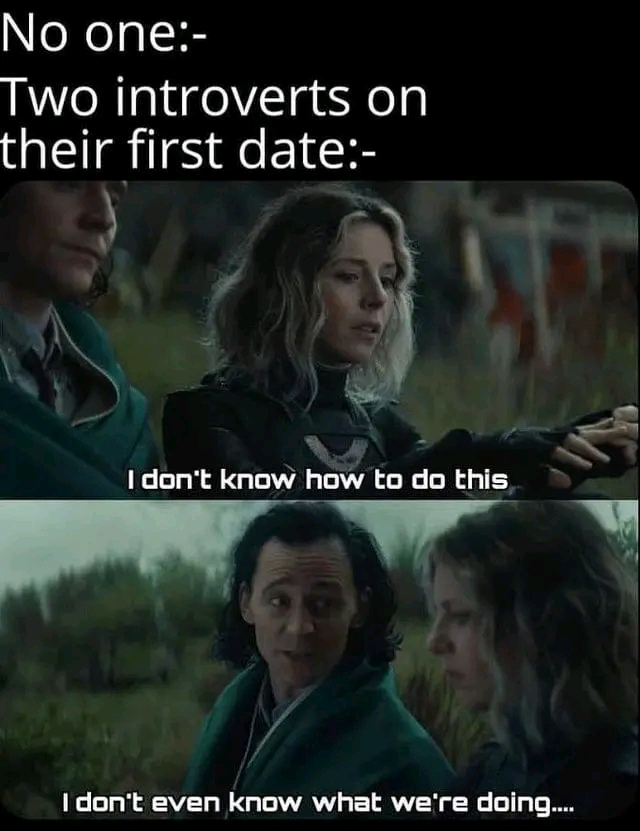 No one:-
Two introverts on
their first date:-
I don't know how to do this
I don't even know what we're doing....